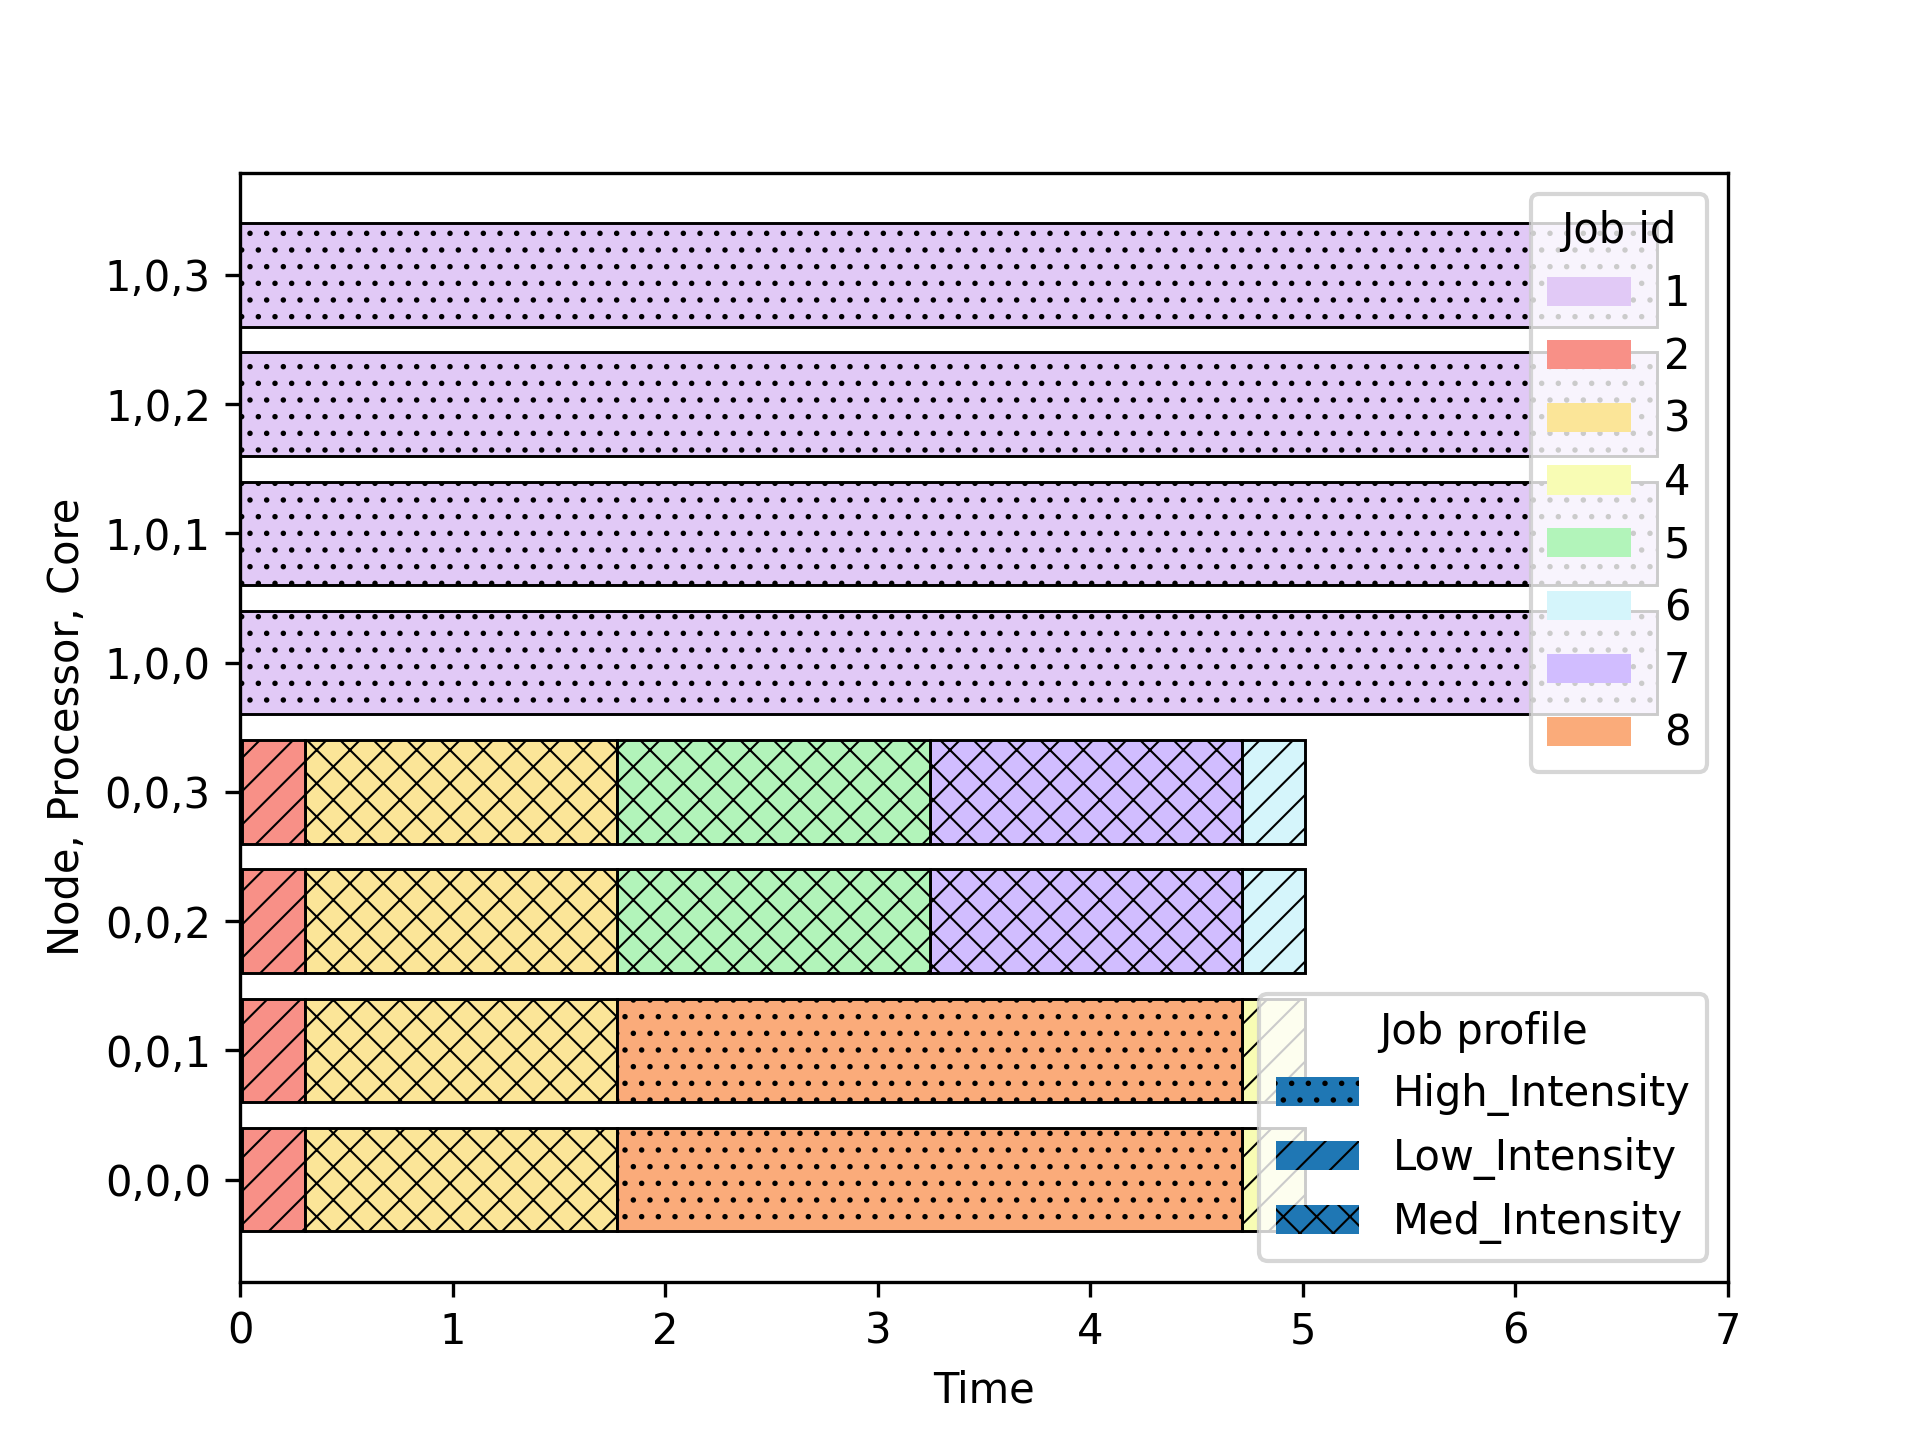 Job id
1
2
3
4
5
6
7
8
Node, Processor, Core
1,0,3
1,0,2
1,0,1
1,0,0
0,0,3
0,0,2
0,0,1
0,0,0
Job profile
High_Intensity
Low_Intensity
Med_Intensity
0 1 2 3 4 5 6 7
Time